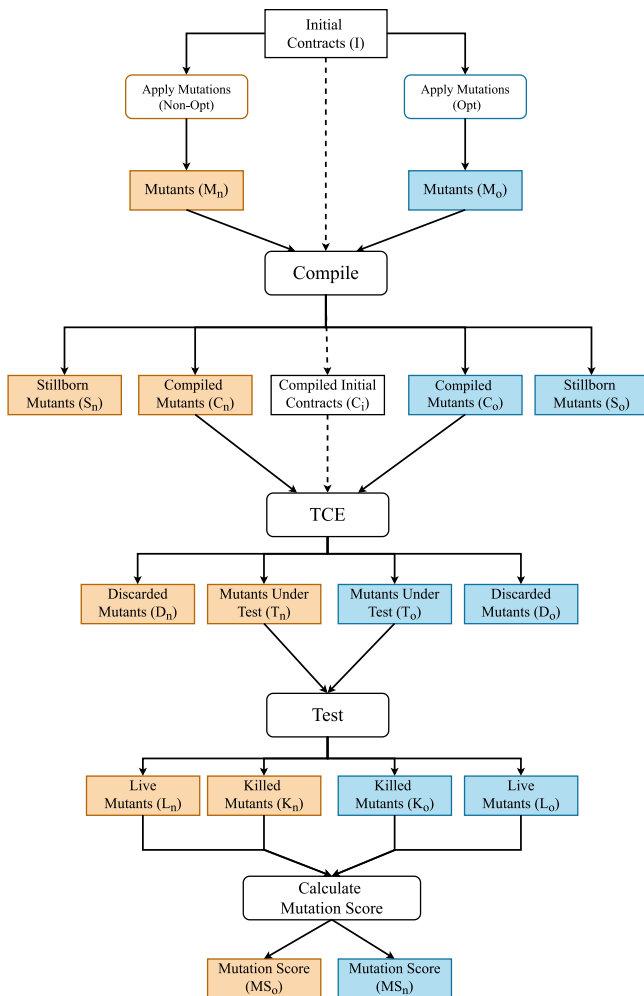 Initial
Contracts (I)
Apply Mutations
(Non-Opt)
Apply Mutations
(Opt)
Mutants (Mn)
Mutants (Mo)
Compile
Stillborn
Mutants (Sn)
Compiled
Mutants (Cn)
Compiled Initial
Contracts (Ci)
Compiled
Mutants (Co)
Stillborn
Mutants (So)
TCE
Discarded
Mutants (Dn)
Mutants Under
Test (Tn)
Mutants Under
Test (To)
Discarded
Mutants (Do)
Test
Live
Mutants (Ln)
Killed
Mutants (Kn)
Killed
Mutants (Ko)
Live
Mutants (Lo)
Calculate
Mutation Score
Mutation Score
(MSo)
Mutation Score
(MSn)